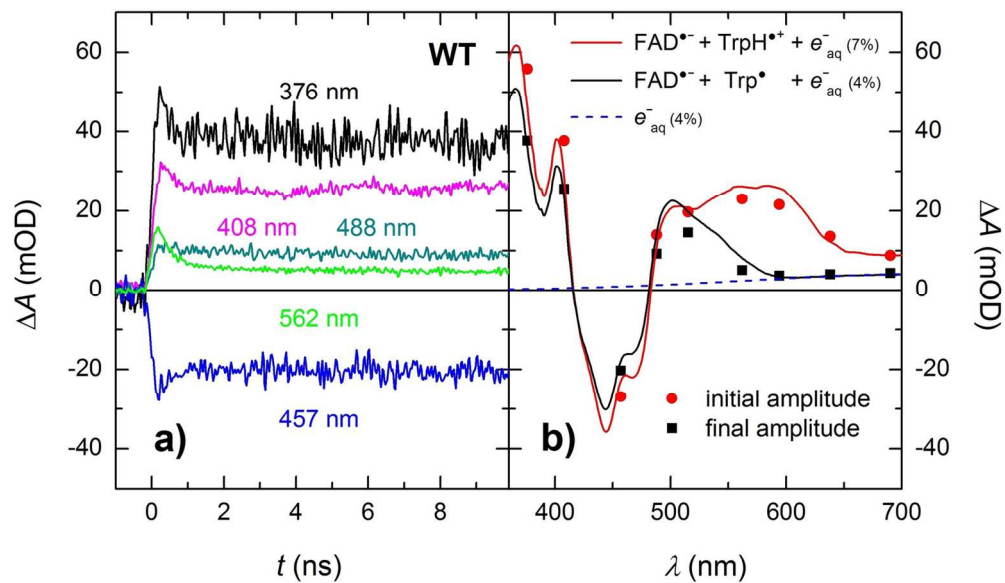 WT
FAD•− + TrpH•+ + e−aq (7%)
FAD•− + Trp• + e−aq (4%)
e−aq (4%)
376 nm
408 nm
488 nm
562 nm
457 nm
a)
b)
initial amplitude
final amplitude
60
40
20
0
-20
-40
ΔA (mOD)
60
40
20
0
-20
-40
ΔA (mOD)
0 2 4 6 8
400 500 600 700
t (ns)
λ (nm)